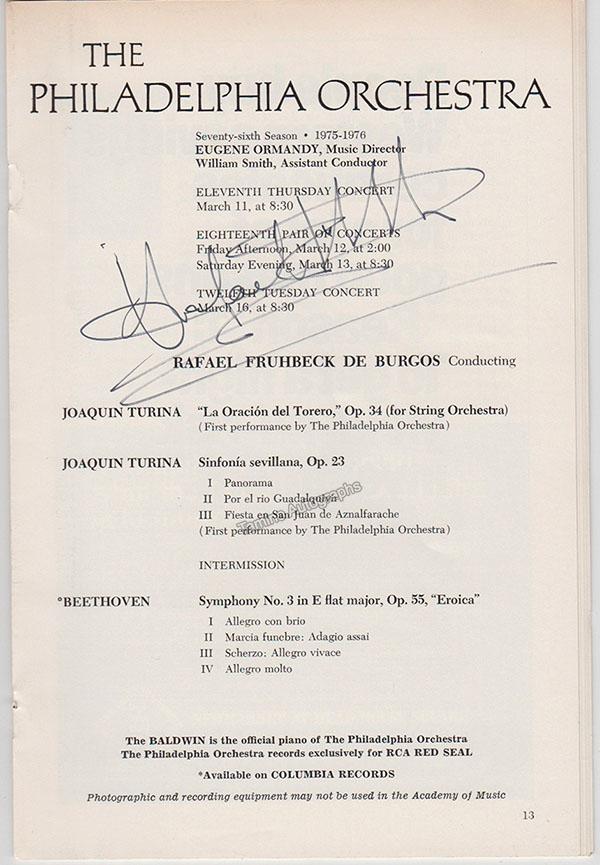 THE
PHILADELPHIA ORCHESTRA
Seventy-sixth Season • 1975-1976
EUGENE ORMANDY, Music Director
William Smith, Assistant Conductor
ELEVENTH THURSDAY CONCERT
March 11, at 8:30
EIGHTEENTH PAIR OF CONCERTS
Friday Afternoon, March 12, at 2:00
Saturday Evening, March 13, at 8:30
TWELFTH TUESDAY CONCERT
March 16, at 8:30
RAFAEL FRUHBECK DE BURGOS Conducting
JOAQUIN TURINA "La Oración del Torero," Op. 34 (for String Orchestra)
(First performance by The Philadelphia Orchestra)
JOAQUIN TURINA Sinfonía sevillana, Op. 23
I Panorama
II Por el rio Guadalquivir
III Fiesta en San Juan de Aznalfarache
Tamino Autographs
(First performance by The Philadelphia Orchestra)
INTERMISSION
*BEETHOVEN Symphony No. 3 in E flat major, Op. 55, "Eroica"
I Allegro con brio
II Marcia funebre: Adagio assai
III Scherzo: Allegro vivace
IV Allegro molto
The BALDWIN is the official piano of The Philadelphia Orchestra
The Philadelphia Orchestra records exclusively for RCA RED SEAL
*Available on COLUMBIA RECORDS
Photographic and recording equipment may not be used in the Academy of Music
13